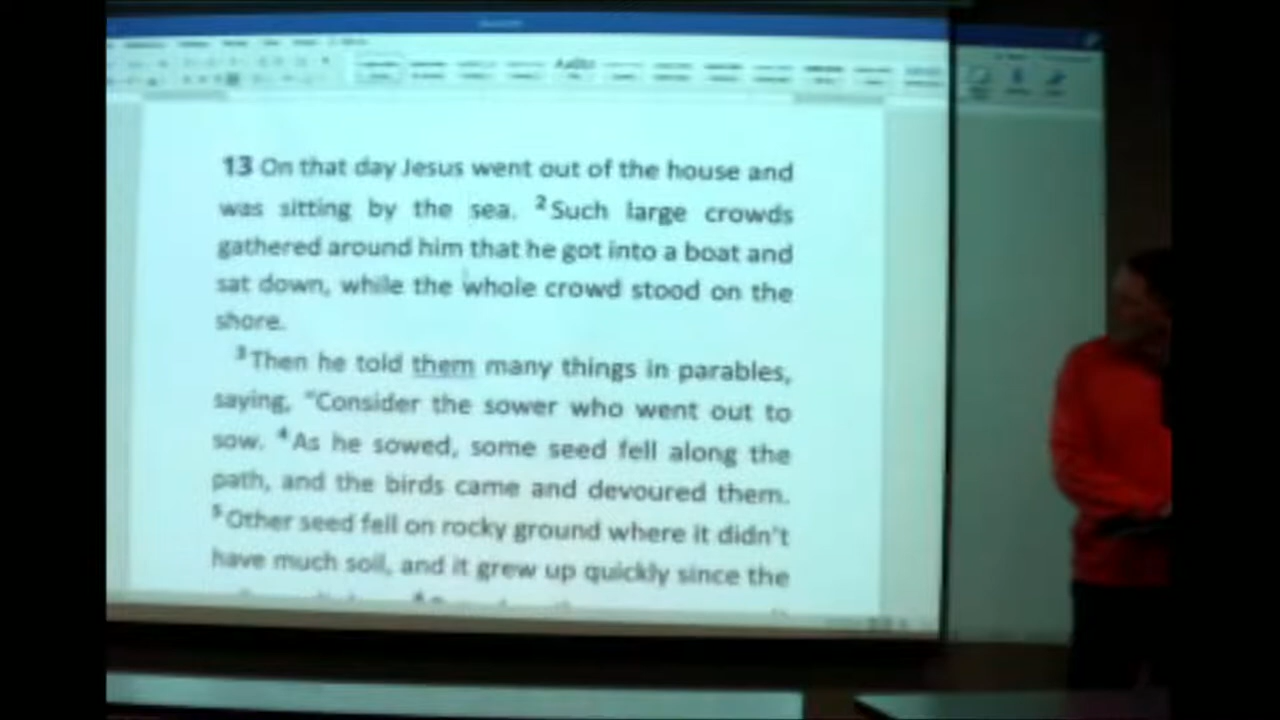 13 On that day Jesus went out of the house and
was sitting by the sea. 2 Such large crowds
gathered around him that he got into a boat and
sat down, while the whole crowd stood on the
shore.
3 Then he told them many things in parables,
saying, "Consider the sower who went out to
sow. 4 As he sowed, some seed fell along the
path, and the birds came and devoured them.
5 Other seed fell on rocky ground where it didn't
have much soil, and it grew up quickly since the